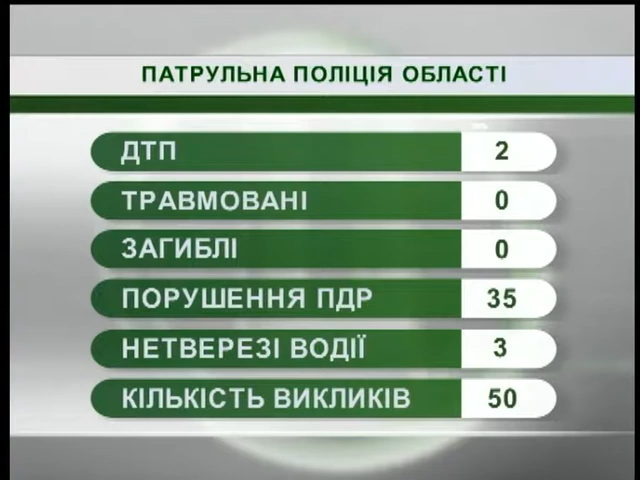 ПАТРУЛЬНА ПОЛІЦІЯ ОБЛАСТІ
ДТП 2
ТРАВМОВАНІ 0
ЗАГИБЛІ 0
ПОРУШЕННЯ ПДР 35
НЕТВЕРЕЗІ ВОДІЇ 3
КІЛЬКІСТЬ ВИКЛИКІВ 50